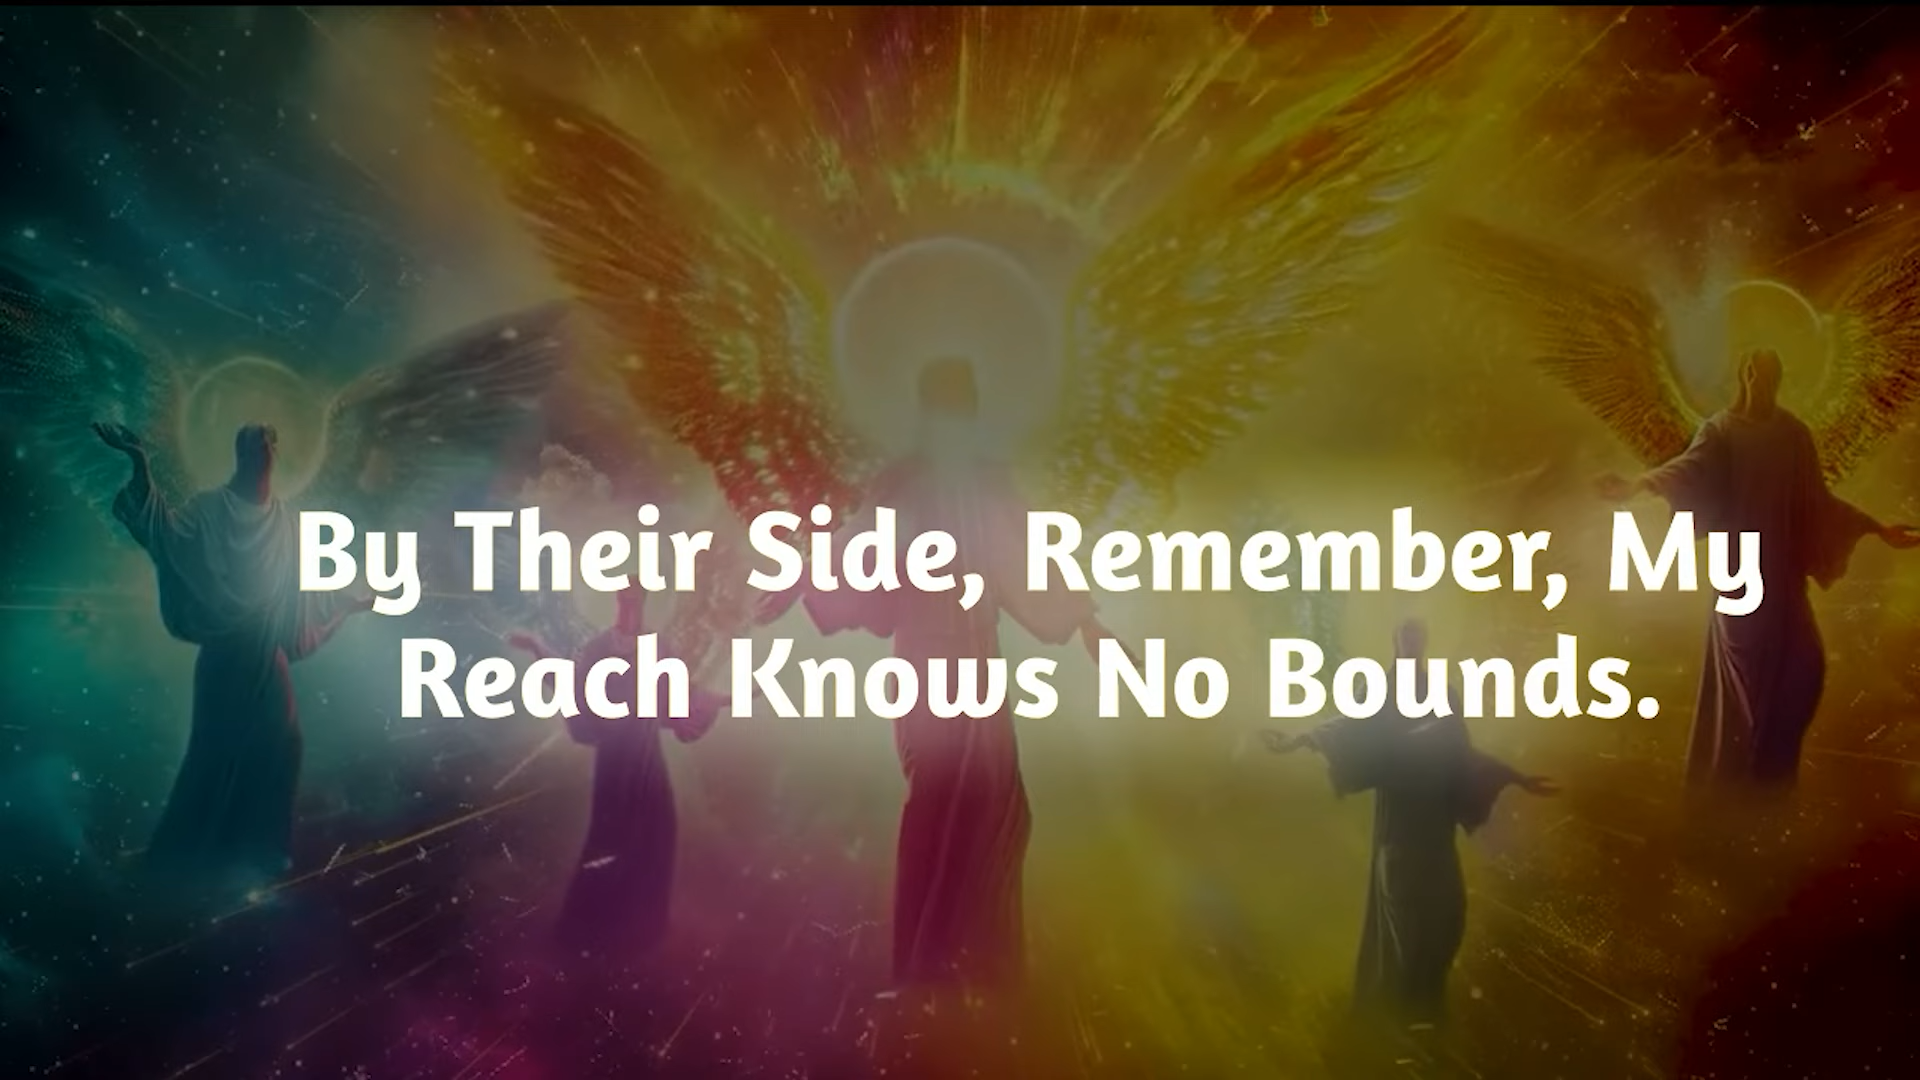 By Their Side, Remember, My
Reach Knows No Bounds.